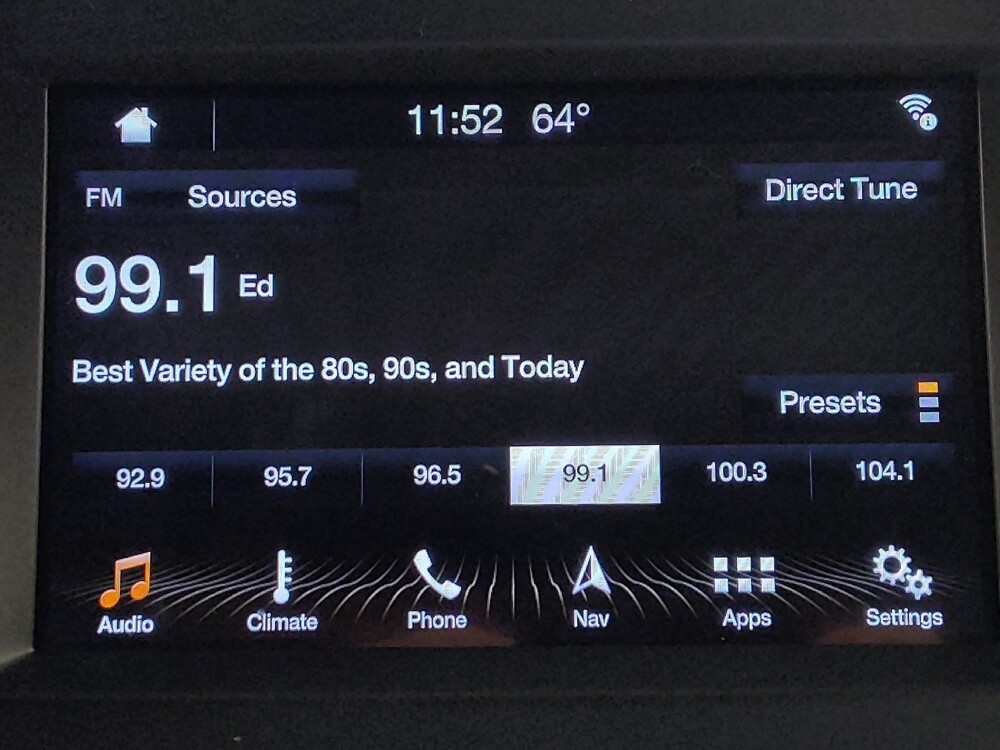 11:52 64°
FM Sources Direct Tune
99.1 Ed
Best Variety of the 80s, 90s, and Today
Presets
92.9 95.7 96.5 99.1 100.3 104.1
Audio Climate Phone Nav Apps Settings